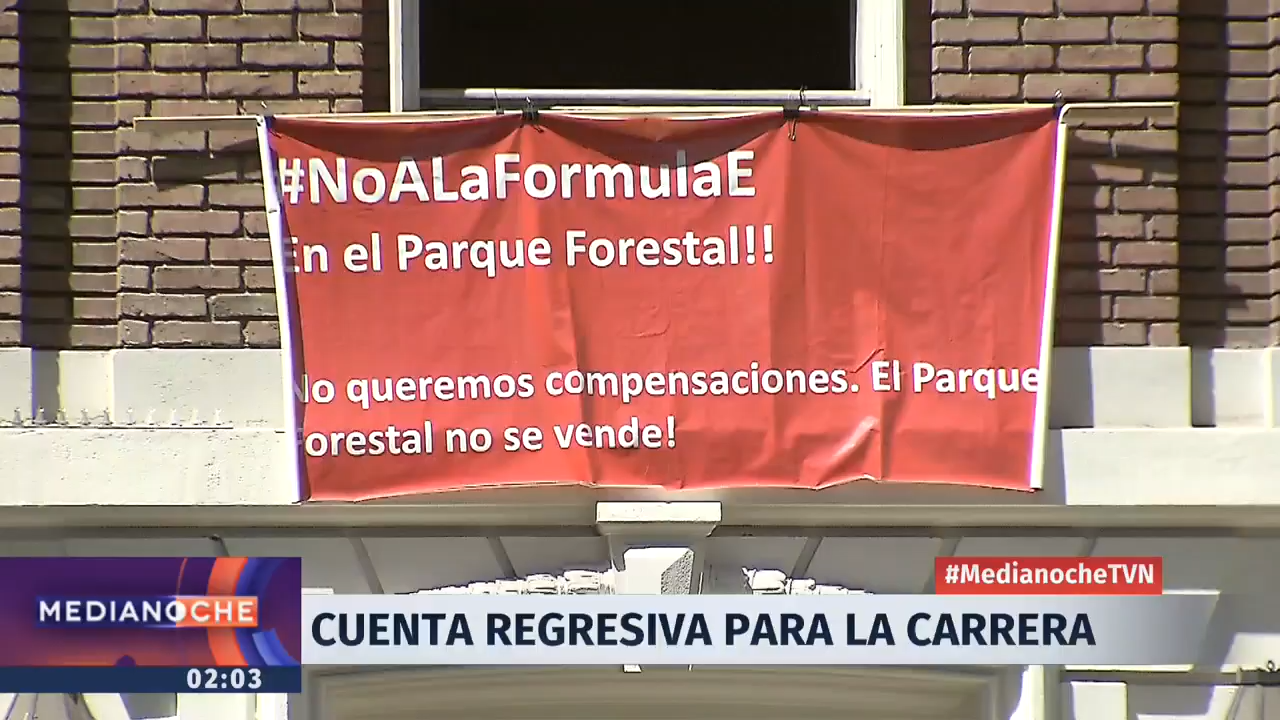 #NoALaFormulaE
En el Parque Forestal!!
No queremos compensaciones. El Parque
Forestal no se vende!
#MedianocheTVN
MEDIANOCHE
CUENTA REGRESIVA PARA LA CARRERA
02:03